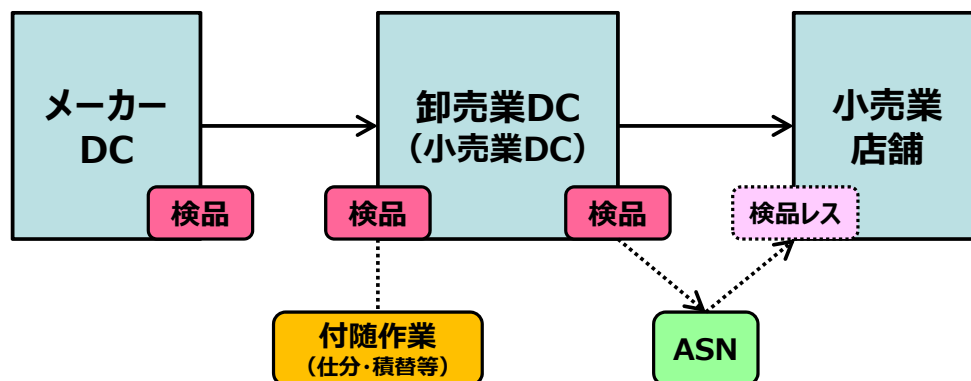 メーカー
DC
卸売業DC
（小売業DC）
小売業
店舗
検品
検品
検品
検品レス
付随作業
（仕分・積替等）
ASN